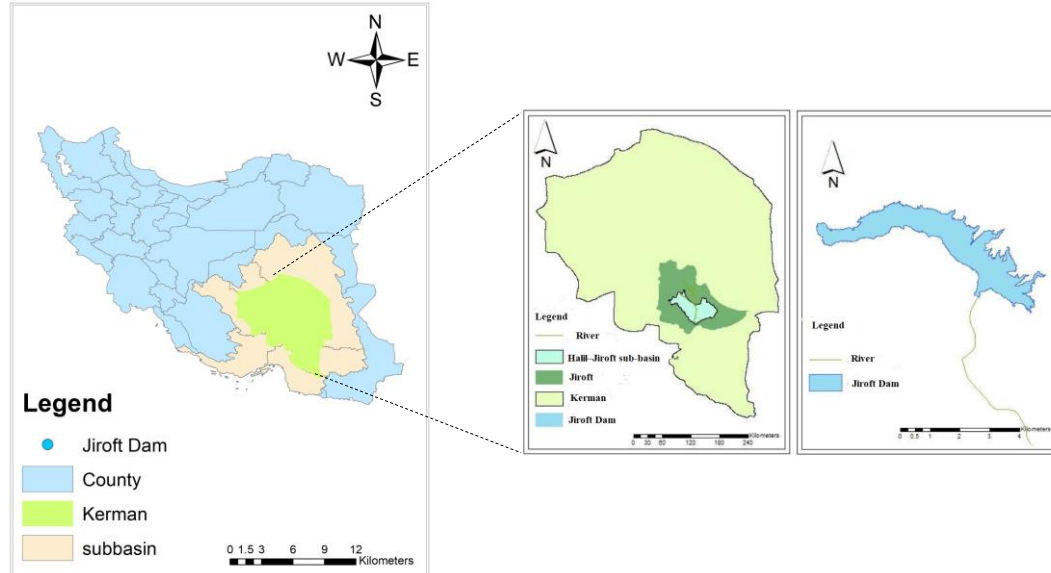 N
W E
S
Legend
Jiroft Dam
County
Kerman
subbasin
0 1.5 3 6 9 12
Kilometers
N
Legend
River
Halil-Jiroft sub-basin
Jiroft
Kerman
Jiroft Dam
Kilometers
0 30 60 120 180 240
N
Legend
River
Jiroft Dam
Kilometers
0 0.5 1 2 3 4